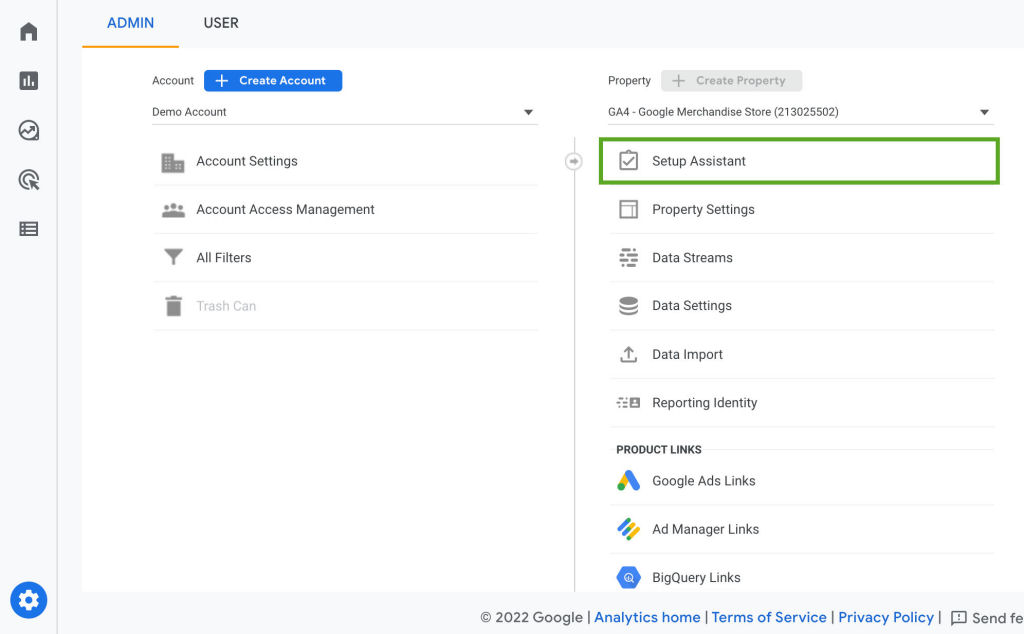 ADMIN USER
Account Create Account
Demo Account
Account Settings
Account Access Management
All Filters
Trash Can
Property Create Property
GA4 - Google Merchandise Store (213025502)
Setup Assistant
Property Settings
Data Streams
Data Settings
Data Import
Reporting Identity
PRODUCT LINKS
Google Ads Links
Ad Manager Links
BigQuery Links
© 2022 Google | Analytics home | Terms of Service | Privacy Policy | Send fe